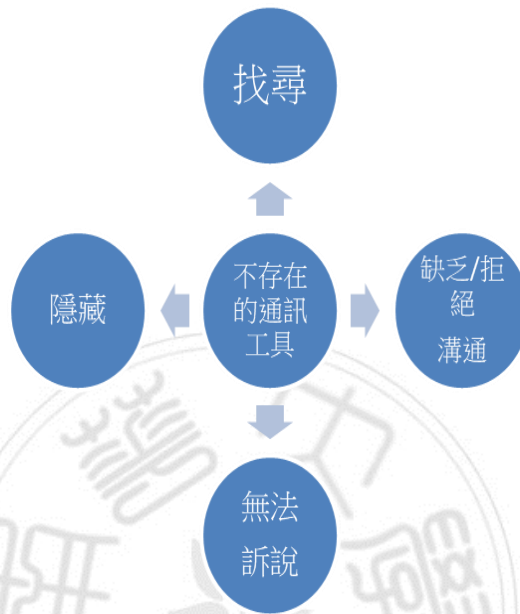 找尋
隱藏
不存在
的通訊
工具
缺乏/拒
絕
溝通
無法
訴說